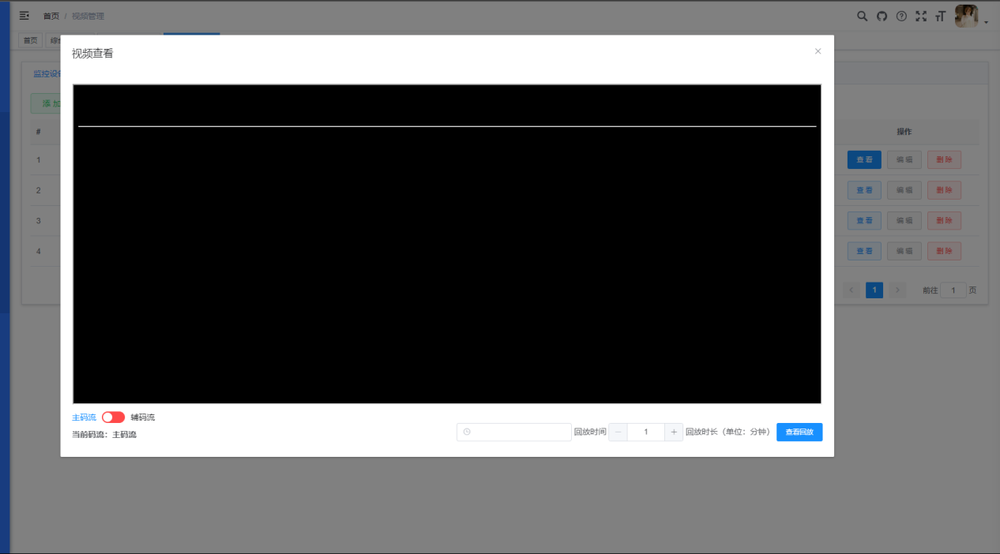 首页 / 视频管理
首页
综
视频查看
监控设
添 加
#
操作
1
查 看 编 辑 删 除
2
查 看 编 辑 删 除
3
查 看 编 辑 删 除
4
查 看 编 辑 删 除
1
前往 1 页
主码流 辅码流
当前码流：主码流
回放时间 1 回放时长（单位：分钟） 查看回放